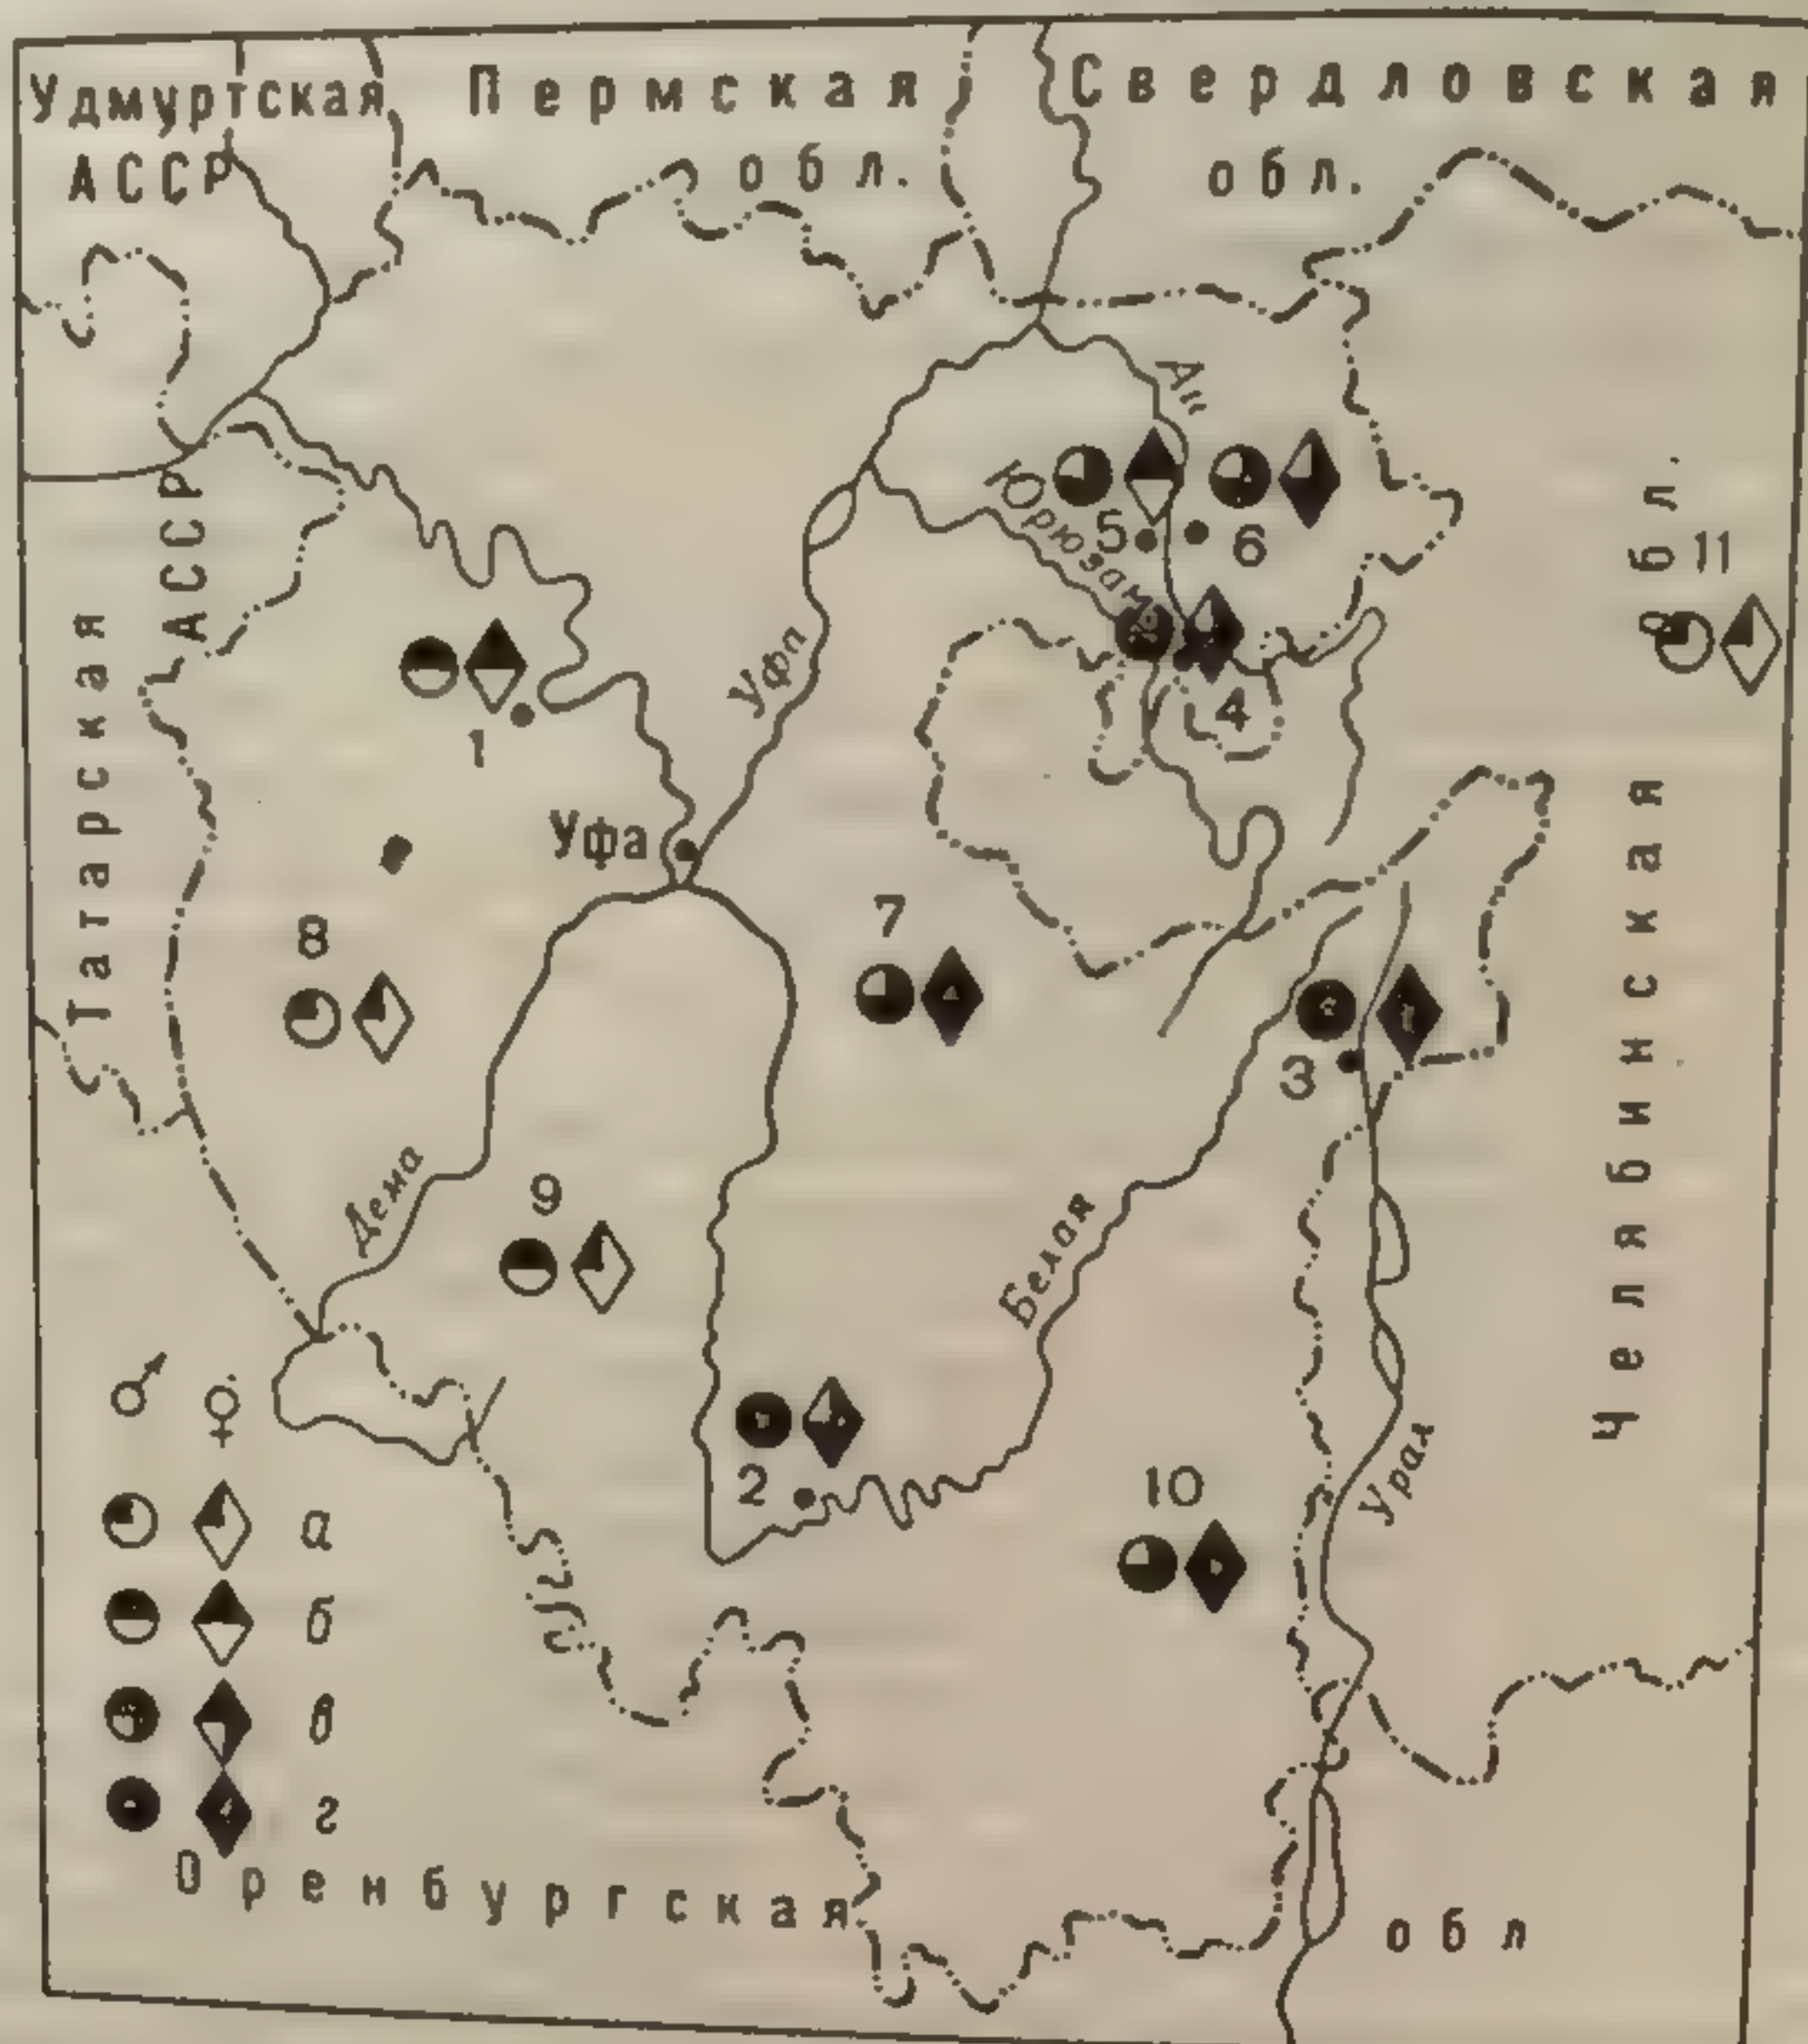 Удмуртская
АССР
Пермская
обл.
Свердловская
обл.
Ай
Юрюзань
5
6
11
обл.
Татарская
АССР
1
Уфа
4
Уфа
8
7
3
Челябинская
Дема
9
Белая
2
10
Урал
♂ ♀
а
б
в
г
Оренбургская
обл